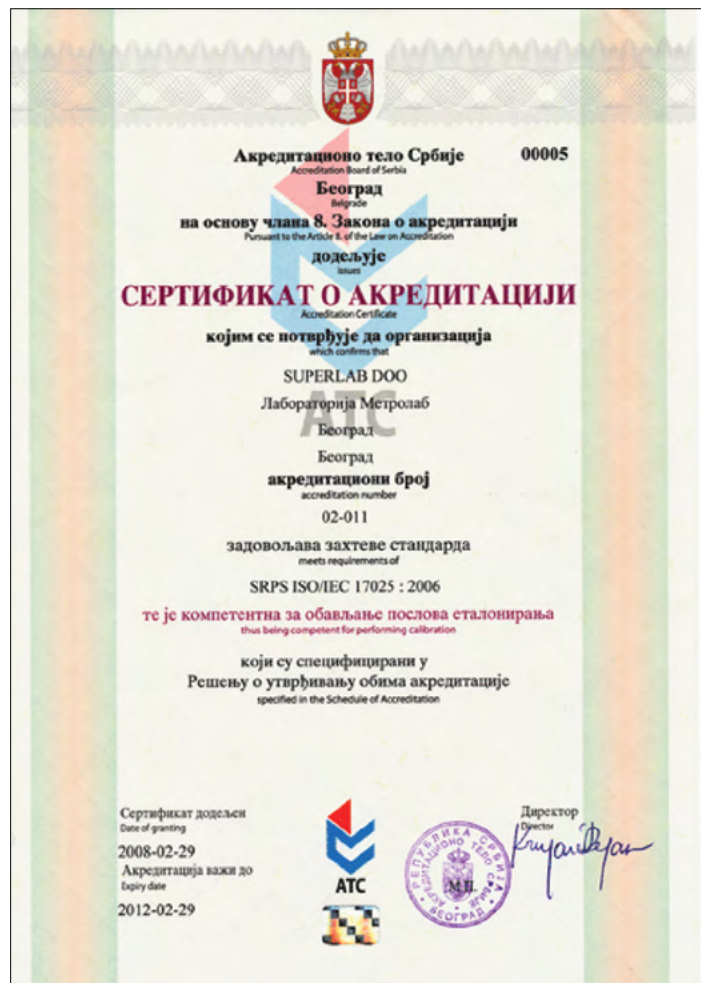 Акредитационо тело Србије 00005
Accreditation Board of Serbia
Београд
Belgrade
на основу члана 8. Закона о акредитацији
Pursuant to the Article 8. of the Law on Accreditation
додељује
issues
СЕРТИФИКАТ О АКРЕДИТАЦИЈИ
Accreditation Certificate
којим се потврђује да организација
which confirms that
SUPERLAB DOO
Лабораторија Метролаб
АТС
Београд
Београд
акредитациони број
accreditation number
02-011
задовољава захтеве стандарда
meets requirements of
SRPS ISO/IEC 17025 : 2006
те је компетентна за обављање послова еталонирања
thus being competent for performing calibration
који су специфицирани у
Решењу о утврђивању обима акредитације
specified in the Schedule of Accreditation
Сертификат додељен
Date of granting
2008-02-29
Акредитација важи до
Expiry date
2012-02-29
АТС
РЕПУБЛИКА СРБИЈА
АКРЕДИТАЦИОНО ТЕЛО СРБИЈЕ
БЕОГРАД
М.П.
Директор
Director